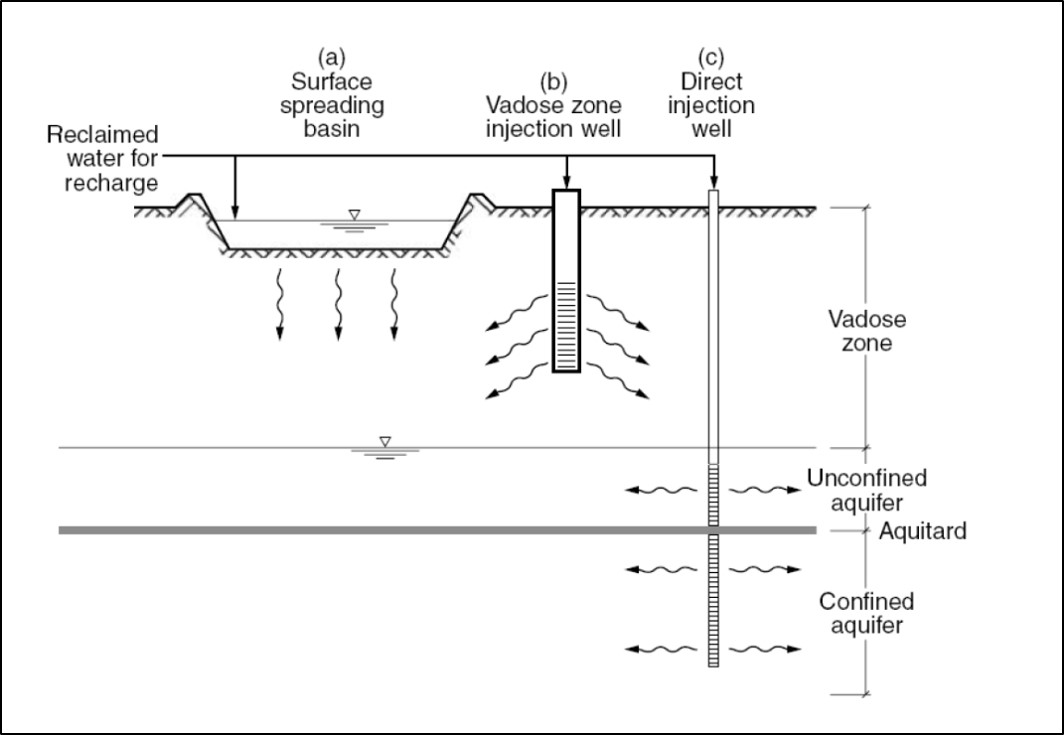 (a)
Surface
spreading
basin
(b)
Vadose zone
injection well
(c)
Direct
injection
well
Reclaimed
water for
recharge
Vadose
zone
Unconfined
aquifer
Aquitard
Confined
aquifer